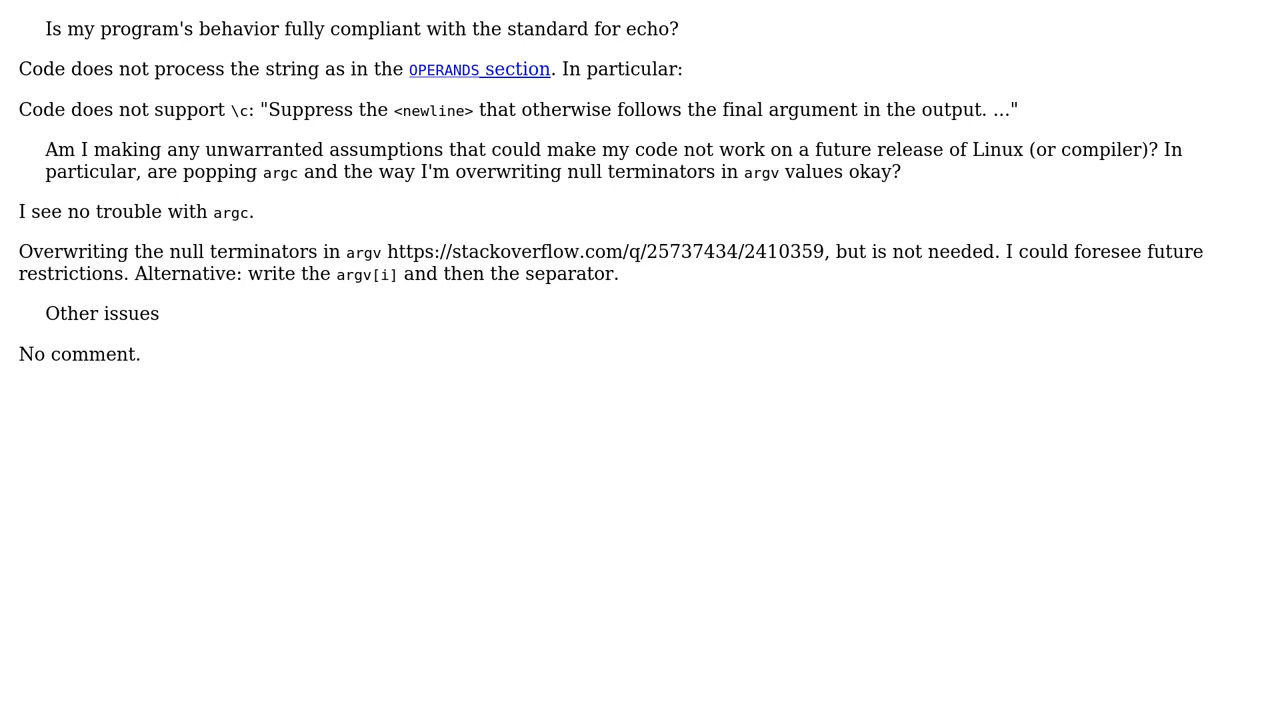 Is my program's behavior fully compliant with the standard for echo?
Code does not process the string as in the OPERANDS section. In particular:
Code does not support \c: "Suppress the <newline> that otherwise follows the final argument in the output. ..."
Am I making any unwarranted assumptions that could make my code not work on a future release of Linux (or compiler)? In
particular, are popping argc and the way I'm overwriting null terminators in argv values okay?
I see no trouble with argc.
Overwriting the null terminators in argv https://stackoverflow.com/q/25737434/2410359, but is not needed. I could foresee future
restrictions. Alternative: write the argv[i] and then the separator.
Other issues
No comment.